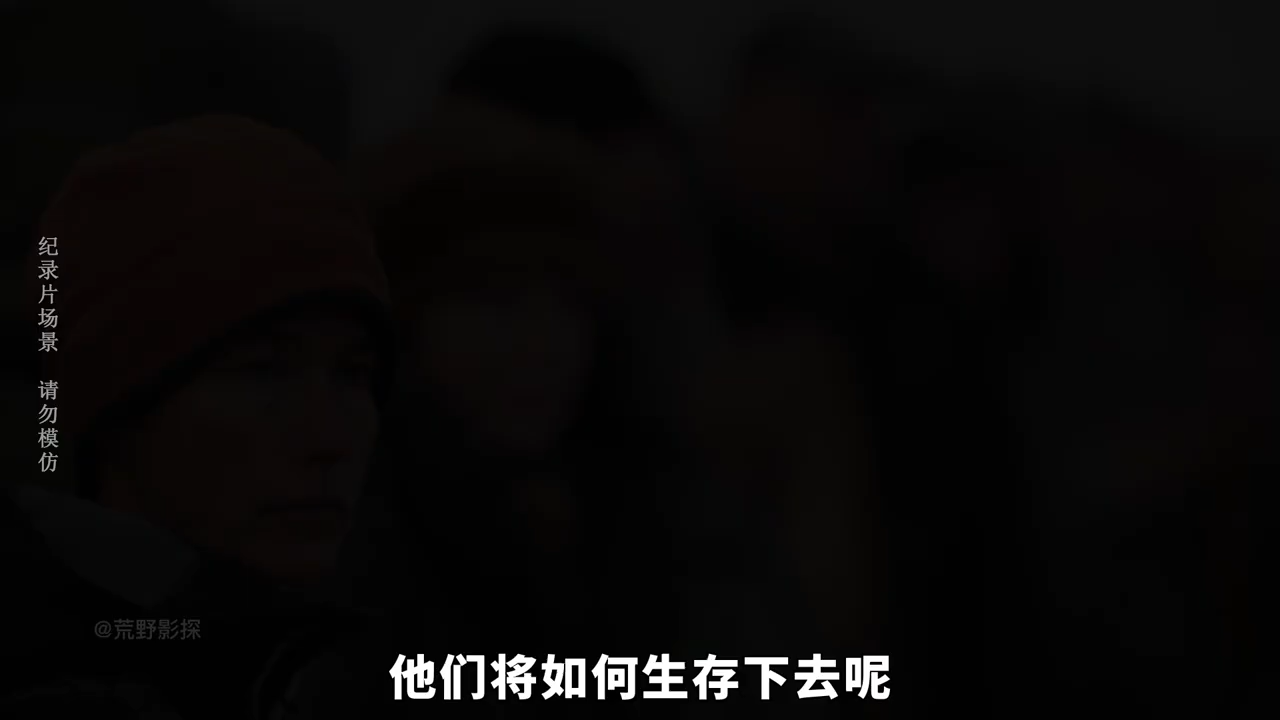 纪录片场景 请勿模仿
@荒野影探
他们将如何生存下去呢